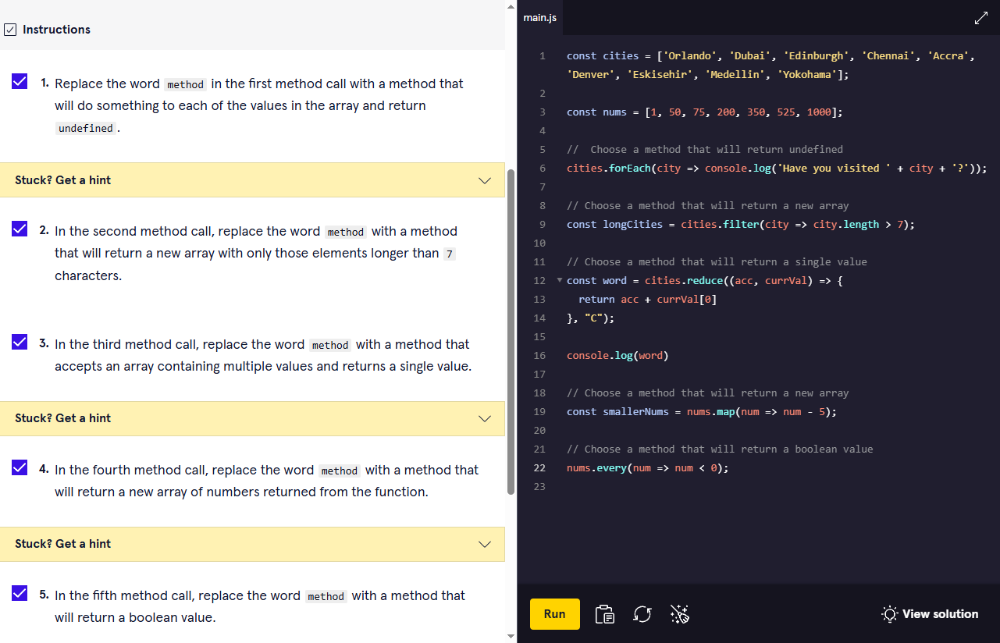 Instructions
1. Replace the word method in the first method call with a method that
will do something to each of the values in the array and return
undefined.
Stuck? Get a hint
2. In the second method call, replace the word method with a method
that will return a new array with only those elements longer than 7
characters.
3. In the third method call, replace the word method with a method that
accepts an array containing multiple values and returns a single value.
Stuck? Get a hint
4. In the fourth method call, replace the word method with a method that
will return a new array of numbers returned from the function.
Stuck? Get a hint
5. In the fifth method call, replace the word method with a method that
will return a boolean value.
main.js
1 const cities = ['Orlando', 'Dubai', 'Edinburgh', 'Chennai', 'Accra',
'Denver', 'Eskisehir', 'Medellin', 'Yokohama'];
2
3 const nums = [1, 50, 75, 200, 350, 525, 1000];
4
5 //  Choose a method that will return undefined
6 cities.forEach(city => console.log('Have you visited ' + city + '?'));
7
8 // Choose a method that will return a new array
9 const longCities = cities.filter(city => city.length > 7);
10
11 // Choose a method that will return a single value
12 const word = cities.reduce((acc, currVal) => {
13   return acc + currVal[0]
14 }, "C");
15
16 console.log(word)
17
18 // Choose a method that will return a new array
19 const smallerNums = nums.map(num => num - 5);
20
21 // Choose a method that will return a boolean value
22 nums.every(num => num < 0);
23
Run
View solution